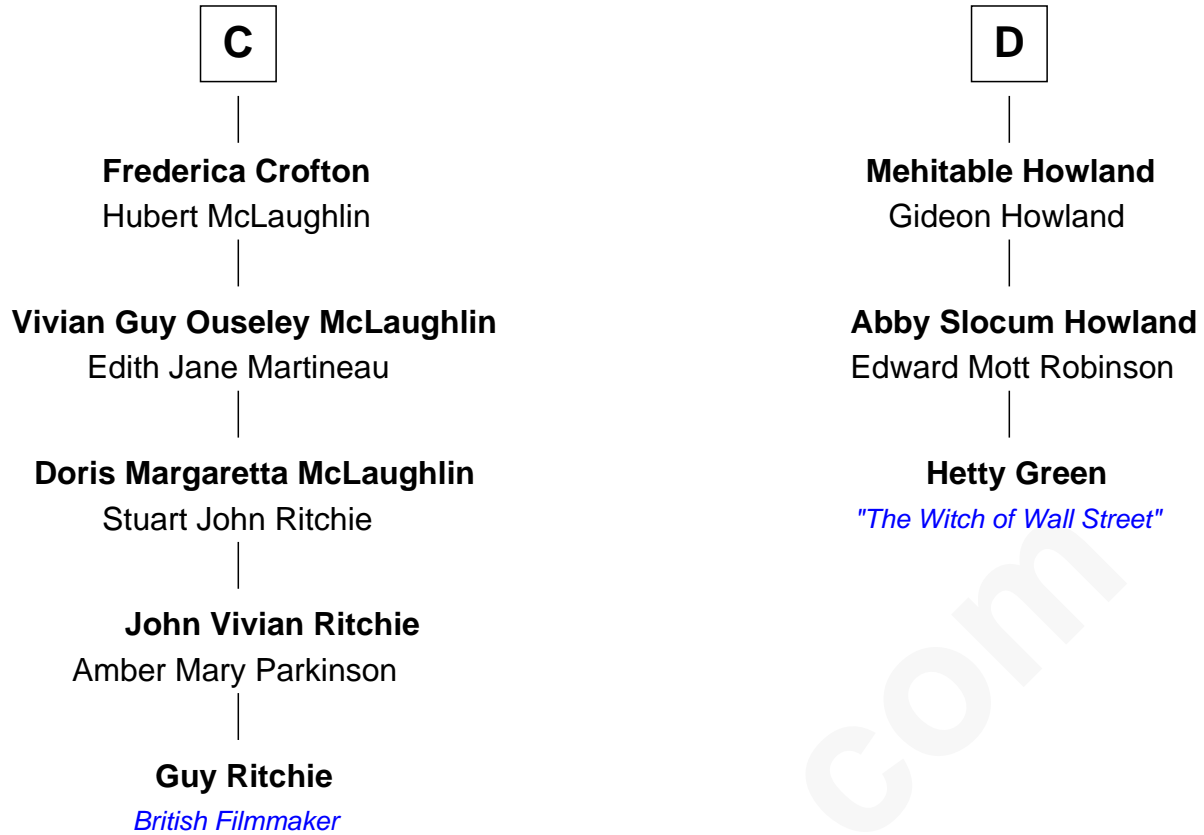 C
Frederica Crofton
Hubert McLaughlin
Vivian Guy Ouseley McLaughlin
Edith Jane Martineau
Doris Margaretta McLaughlin
Stuart John Ritchie
John Vivian Ritchie
Amber Mary Parkinson
Guy Ritchie
British Filmmaker
D
Mehitable Howland
Gideon Howland
Abby Slocum Howland
Edward Mott Robinson
Hetty Green
"The Witch of Wall Street"
com